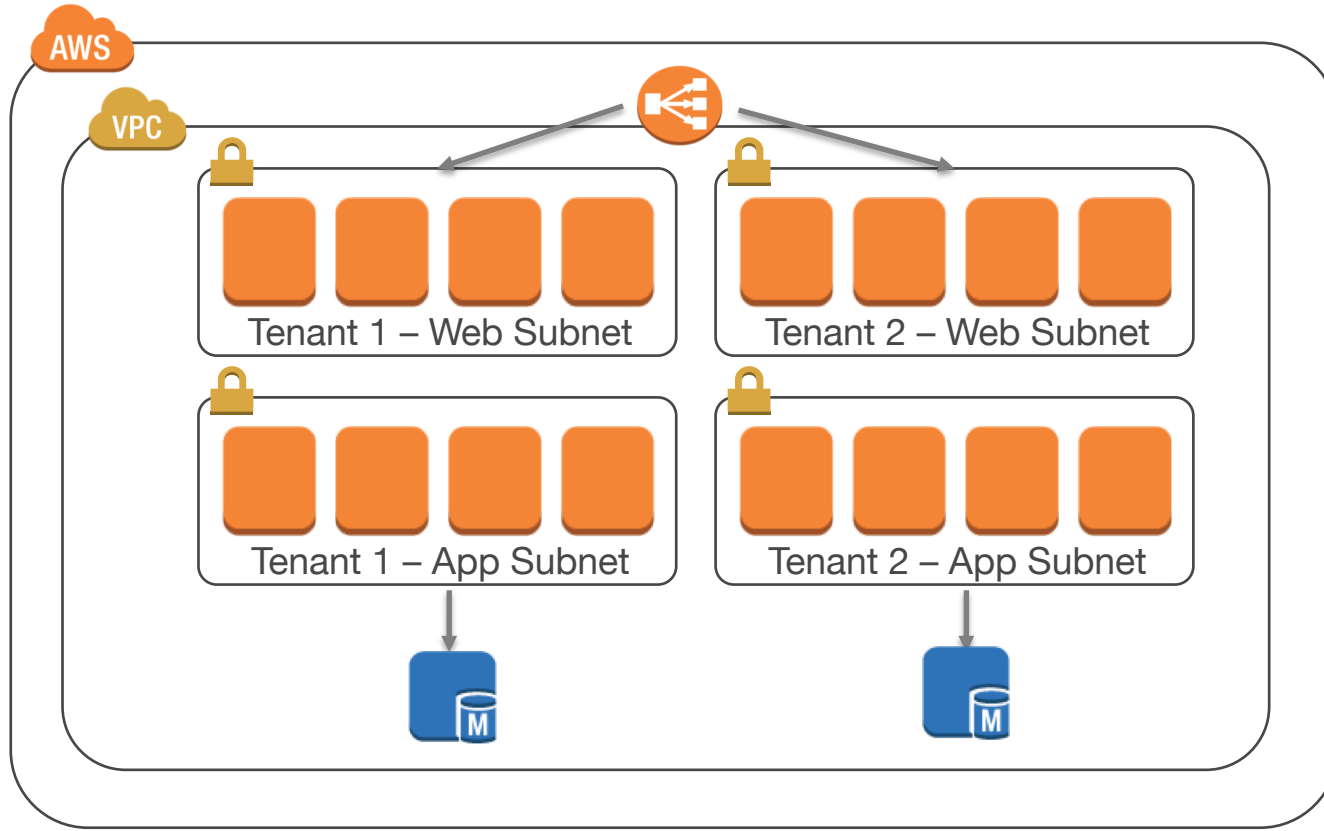 AWS
VPC
Tenant 1 – Web Subnet
Tenant 2 – Web Subnet
Tenant 1 – App Subnet
Tenant 2 – App Subnet
M
M